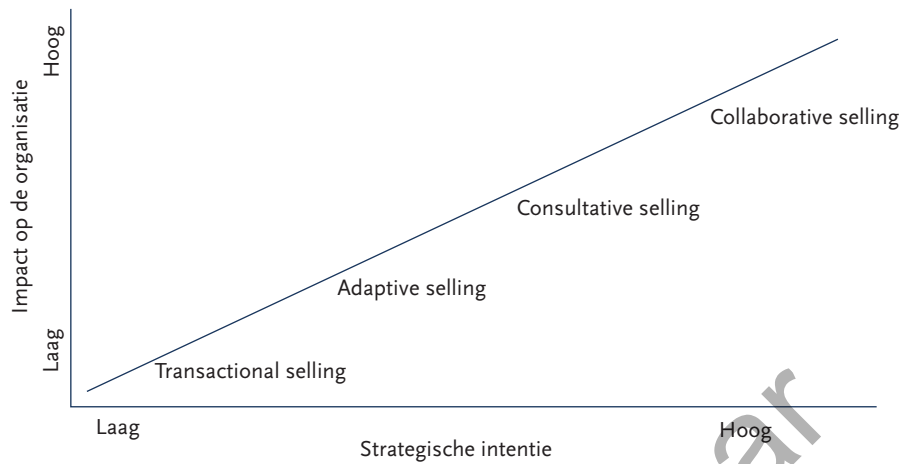 Hoog
Impact op de organisatie
Laag
Collaborative selling
Consultative selling
Adaptive selling
Transactional selling
Laag
Hoog
Strategische intentie